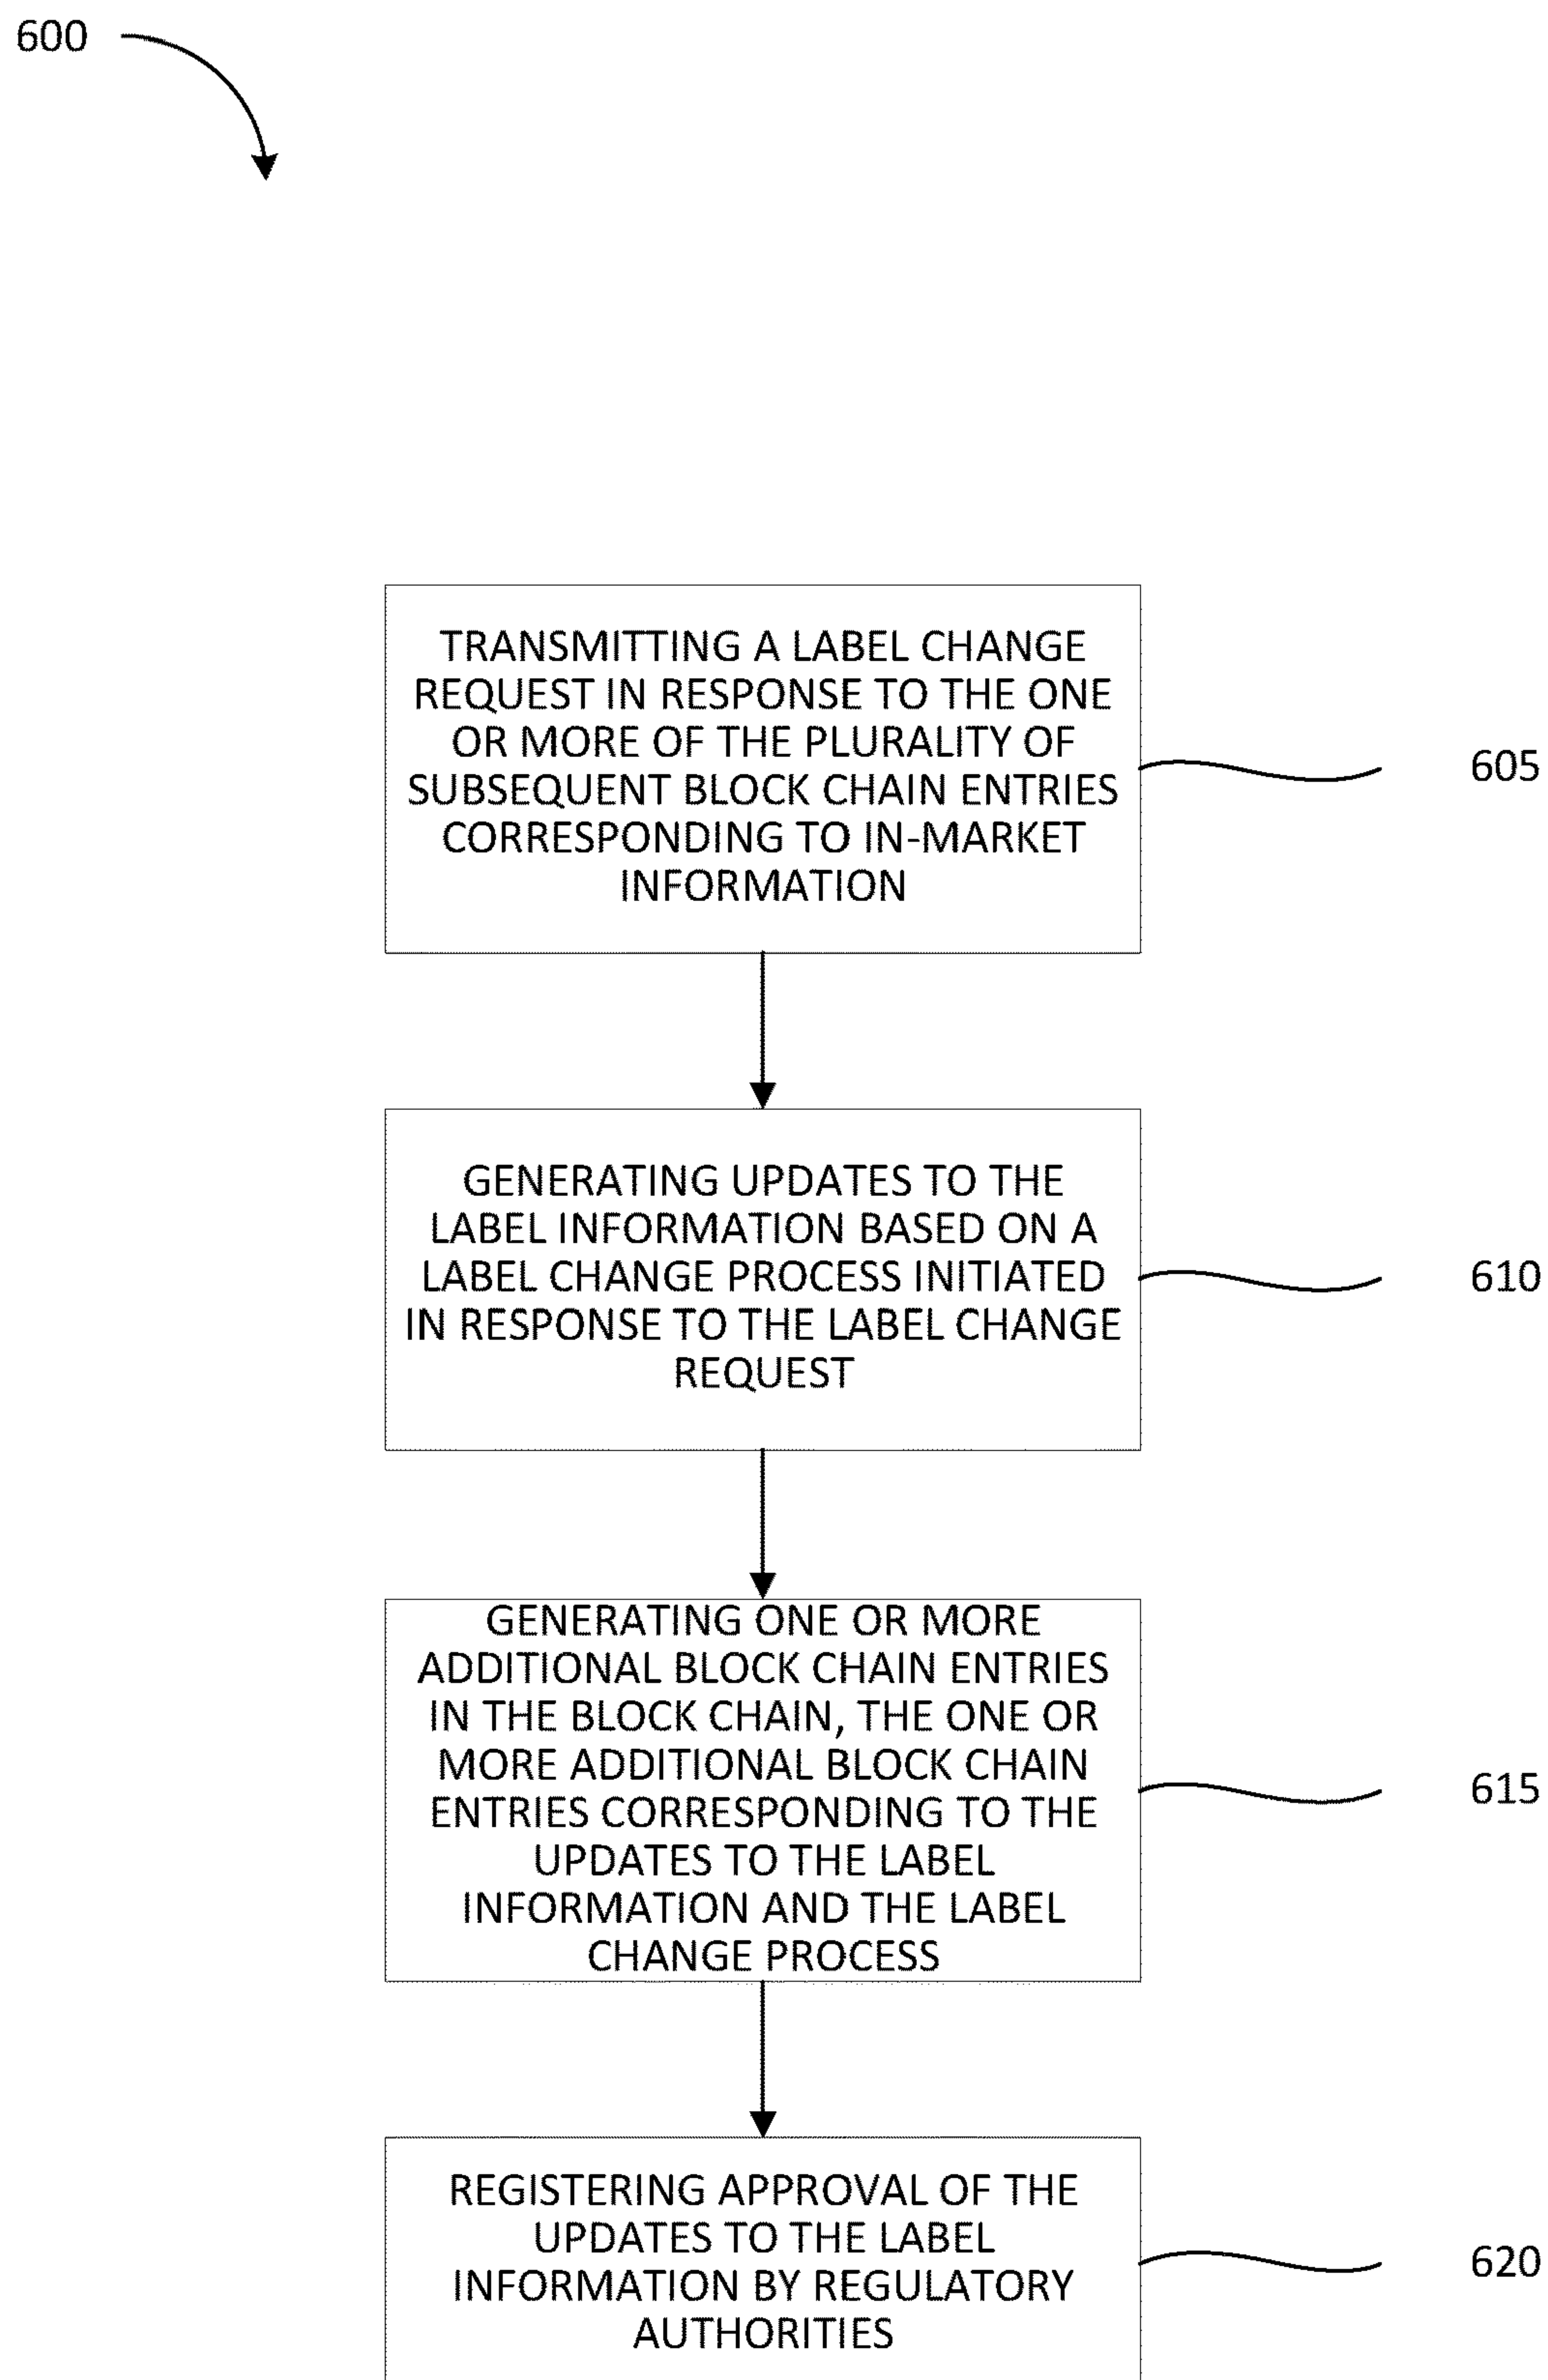 600
TRANSMITTING A LABEL CHANGE
REQUEST IN RESPONSE TO THE ONE
OR MORE OF THE PLURALITY OF
SUBSEQUENT BLOCK CHAIN ENTRIES
CORRESPONDING TO IN-MARKET
INFORMATION
605
GENERATING UPDATES TO THE
LABEL INFORMATION BASED ON A
LABEL CHANGE PROCESS INITIATED
IN RESPONSE TO THE LABEL CHANGE
REQUEST
610
GENERATING ONE OR MORE
ADDITIONAL BLOCK CHAIN ENTRIES
IN THE BLOCK CHAIN, THE ONE OR
MORE ADDITIONAL BLOCK CHAIN
ENTRIES CORRESPONDING TO THE
UPDATES TO THE LABEL
INFORMATION AND THE LABEL
CHANGE PROCESS
615
REGISTERING APPROVAL OF THE
UPDATES TO THE LABEL
INFORMATION BY REGULATORY
AUTHORITIES
620